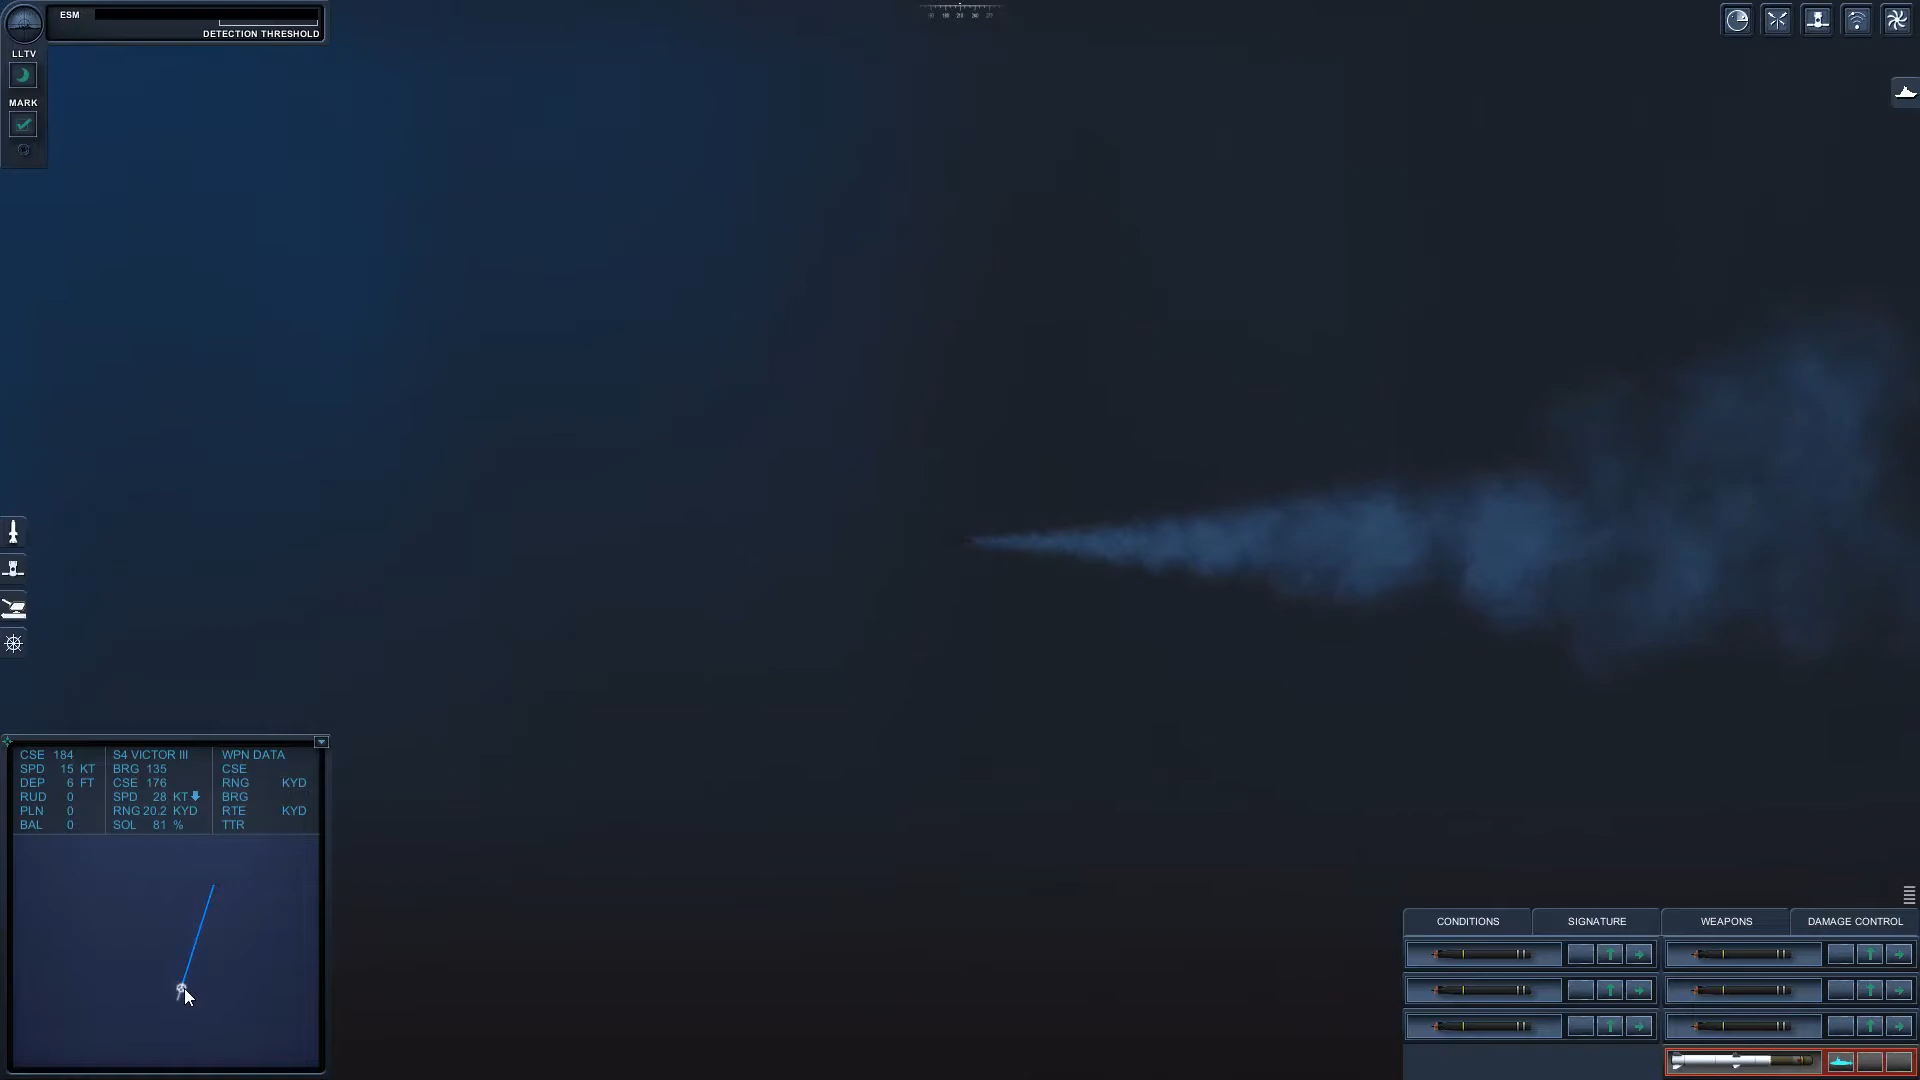 ESM
DETECTION THRESHOLD
LLTV
MARK
CSE 184
SPD 15 KT
DEP 6 FT
RUD 0
PLN 0
BAL 0
S4 VICTOR III
BRG 135
CSE 176
SPD 28 KT
RNG 20.2 KYD
SOL 81 %
WPN DATA
CSE
RNG KYD
BRG
RTE KYD
TTR
CONDITIONS
SIGNATURE
WEAPONS
DAMAGE CONTROL